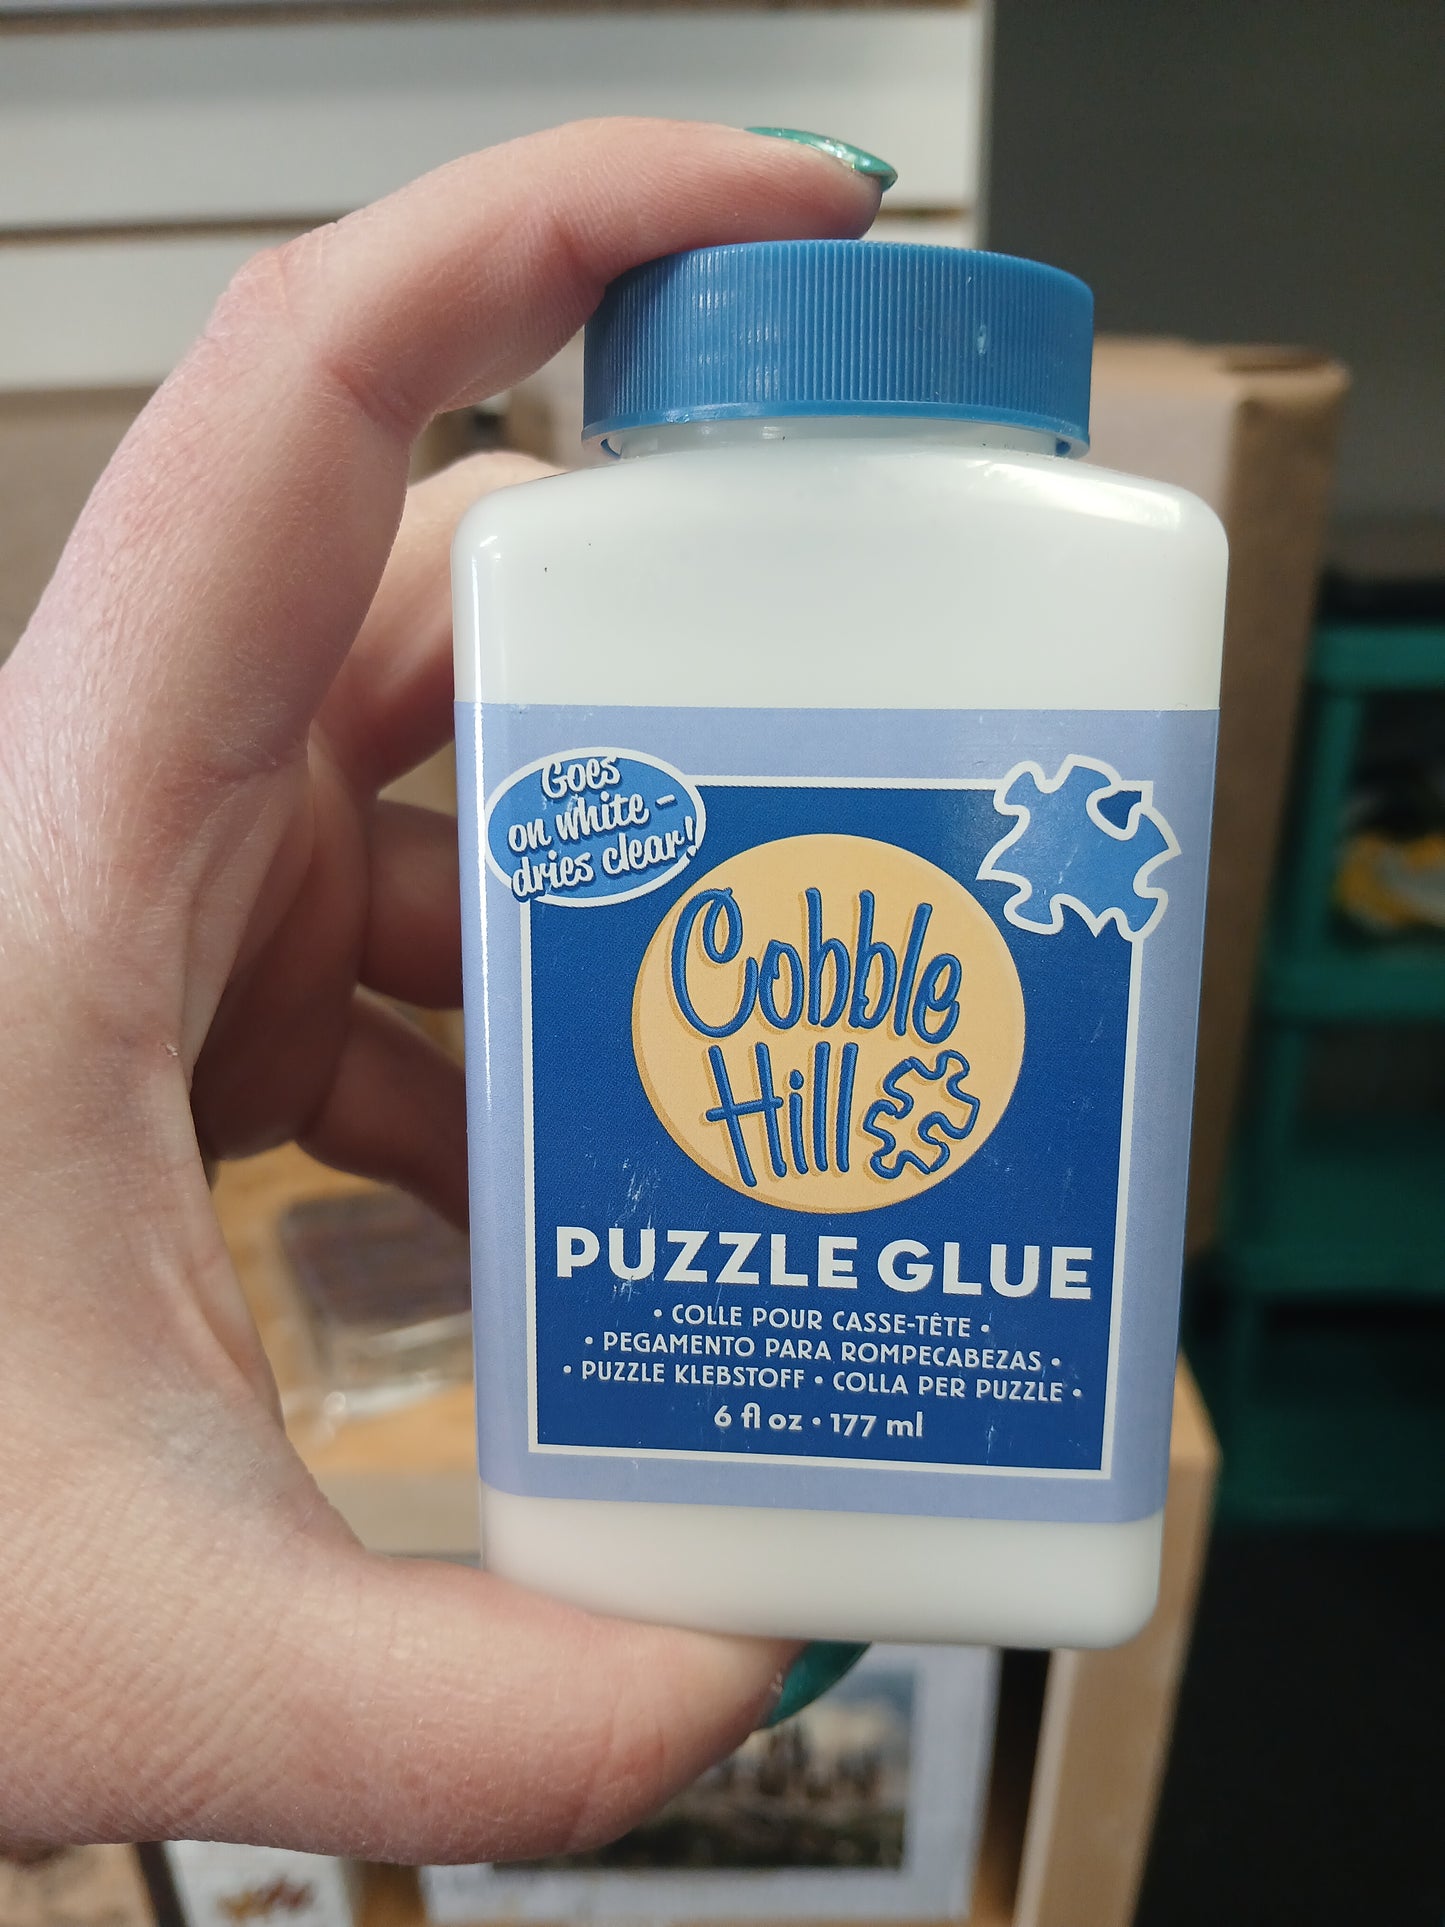 Goes
on white -
dries clear!
Cobble
Hill
PUZZLE GLUE
• COLLE POUR CASSE-TÊTE •
• PEGAMENTO PARA ROMPECABEZAS •
• PUZZLE KLEBSTOFF • COLLA PER PUZZLE •
6 fl oz • 177 ml